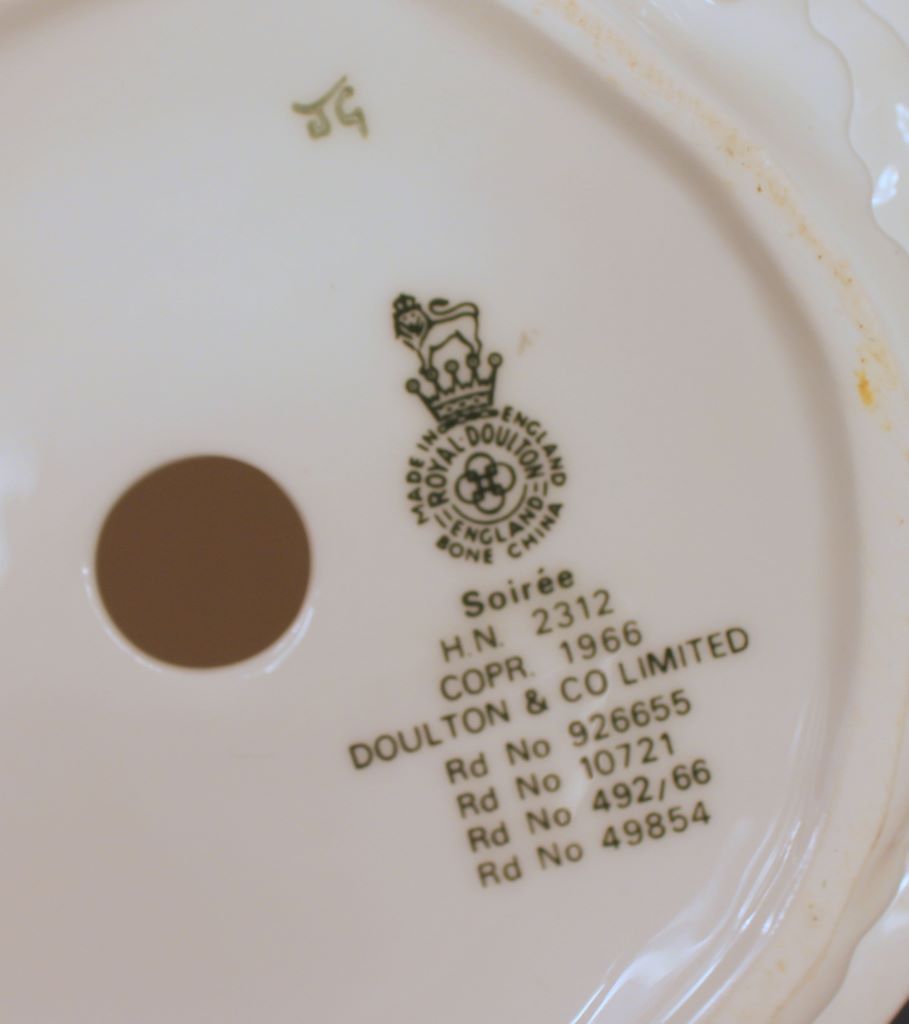 JG
MADE IN ENGLAND
ROYAL DOULTON
ENGLAND
BONE CHINA
Soirée
H.N. 2312
COPR. 1966
DOULTON & CO LIMITED
Rd No 926655
Rd No 10721
Rd No 492/66
Rd No 49854